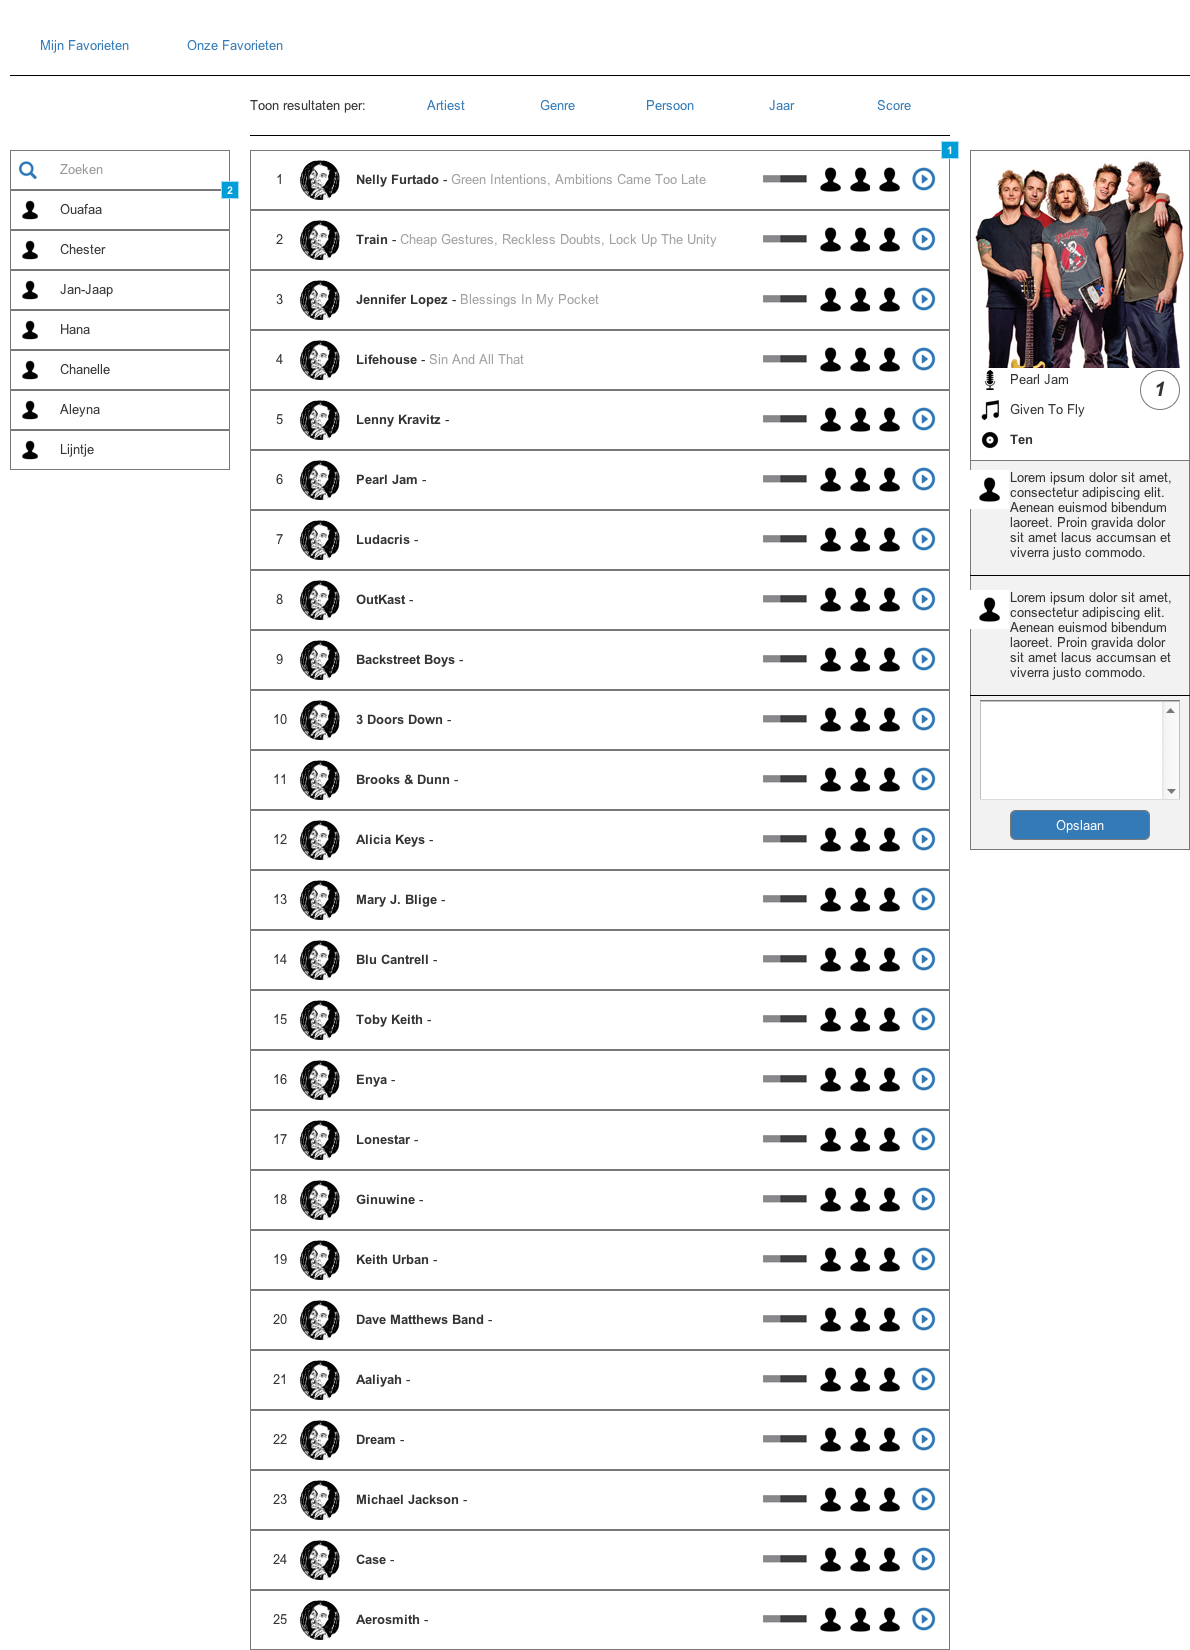 Mijn Favorieten
Onze Favorieten
Toon resultaten per:
Artiest
Genre
Persoon
Jaar
Score
Zoeken
2
Ouafaa
Chester
Jan-Jaap
Hana
Chanelle
Aleyna
Lijntje
1
1 Nelly Furtado - Green Intentions, Ambitions Came Too Late
2 Train - Cheap Gestures, Reckless Doubts, Lock Up The Unity
3 Jennifer Lopez - Blessings In My Pocket
4 Lifehouse - Sin And All That
5 Lenny Kravitz -
6 Pearl Jam -
7 Ludacris -
8 OutKast -
9 Backstreet Boys -
10 3 Doors Down -
11 Brooks & Dunn -
12 Alicia Keys -
13 Mary J. Blige -
14 Blu Cantrell -
15 Toby Keith -
16 Enya -
17 Lonestar -
18 Ginuwine -
19 Keith Urban -
20 Dave Matthews Band -
21 Aaliyah -
22 Dream -
23 Michael Jackson -
24 Case -
25 Aerosmith -
Pearl Jam
1
Given To Fly
Ten
Lorem ipsum dolor sit amet,
consectetur adipiscing elit.
Aenean euismod bibendum
laoreet. Proin gravida dolor
sit amet lacus accumsan et
viverra justo commodo.
Lorem ipsum dolor sit amet,
consectetur adipiscing elit.
Aenean euismod bibendum
laoreet. Proin gravida dolor
sit amet lacus accumsan et
viverra justo commodo.
Opslaan